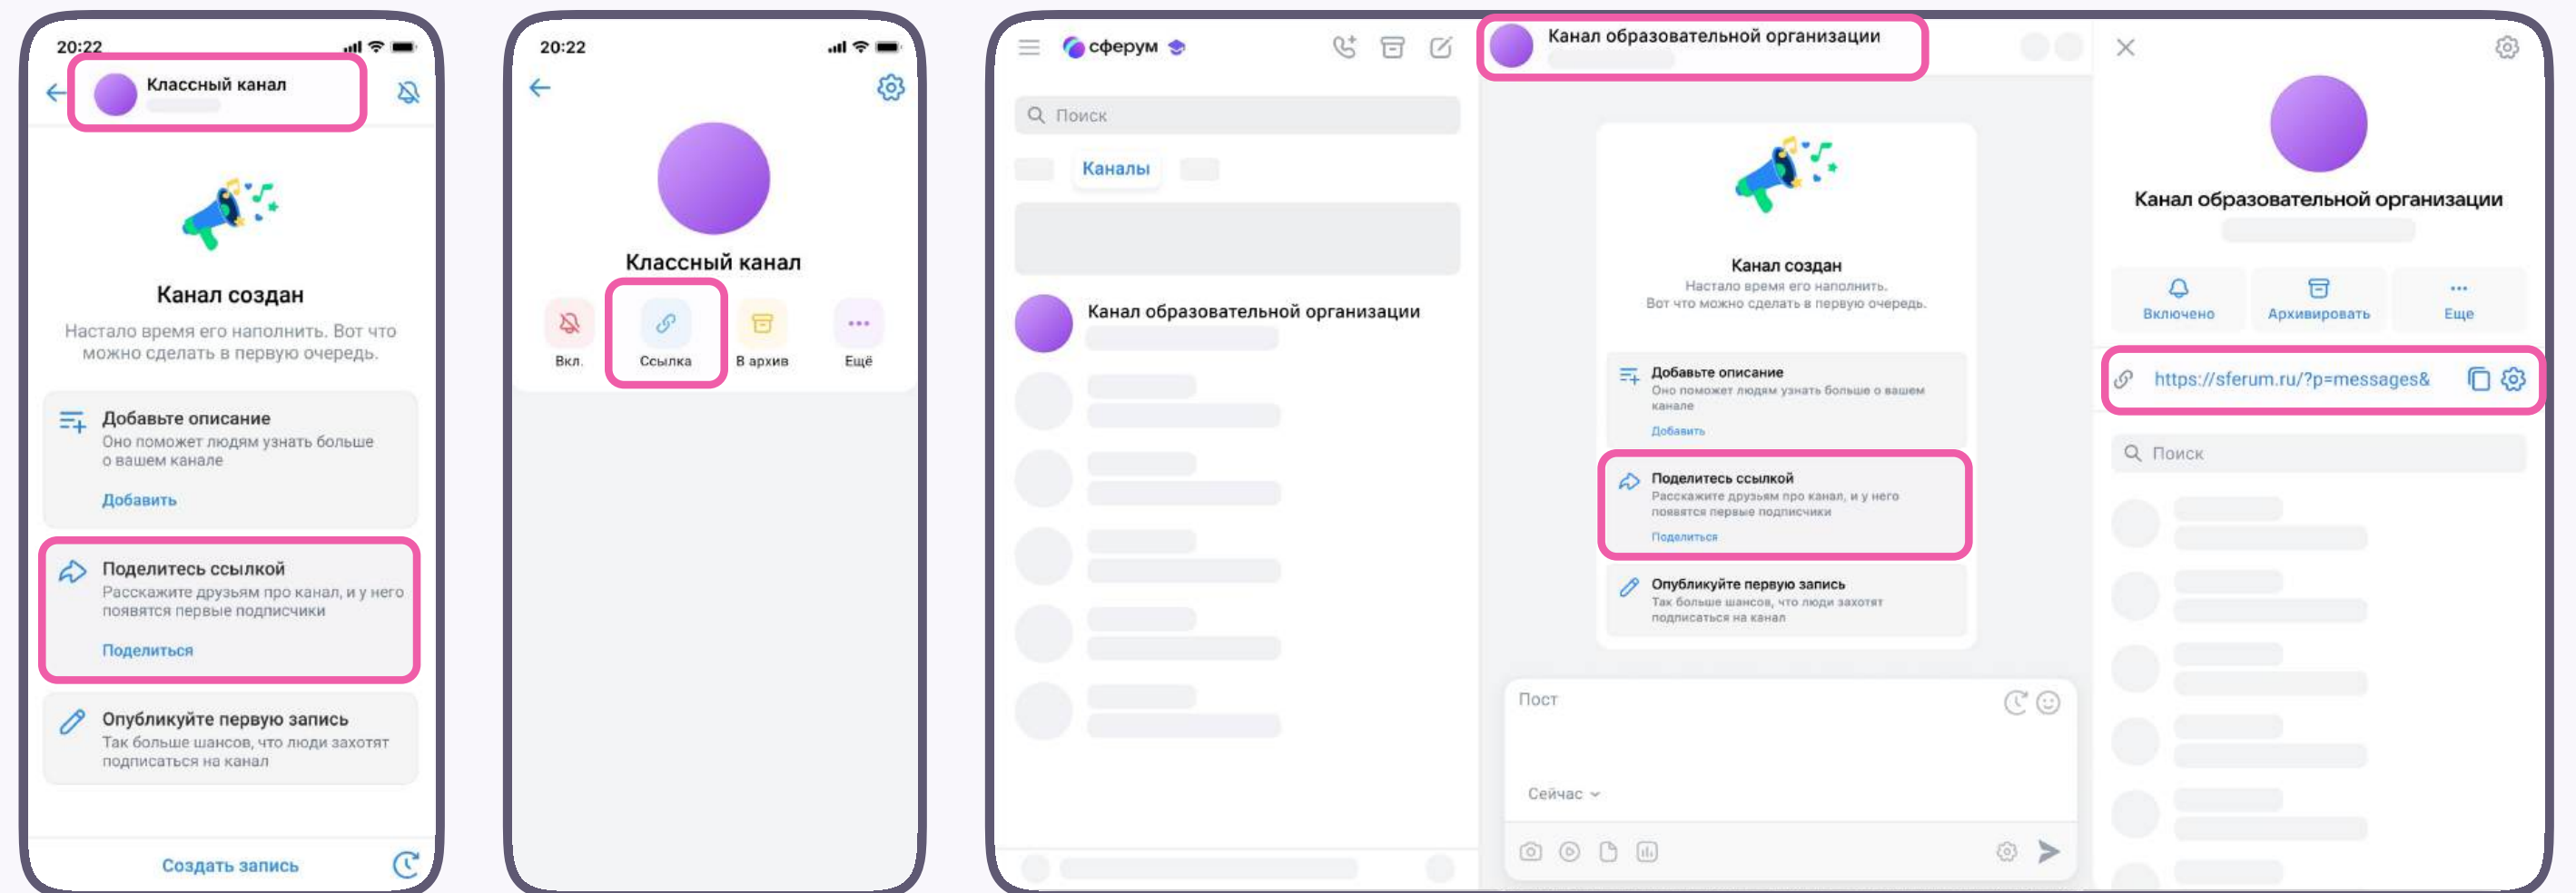 20:22
Классный канал
Канал создан
Настало время его наполнить. Вот что
можно сделать в первую очередь.
Добавьте описание
Оно поможет людям узнать больше
о вашем канале
Добавить
Поделитесь ссылкой
Расскажите друзьям про канал, и у него
появятся первые подписчики
Поделиться
Опубликуйте первую запись
Так больше шансов, что люди захотят
подписаться на канал
Создать запись
20:22
Классный канал
Вкл.
Ссылка
В архив
Ещё
сферум
Поиск
Каналы
Канал образовательной организации
Канал образовательной организации
Канал создан
Настало время его наполнить.
Вот что можно сделать в первую очередь.
Добавьте описание
Оно поможет людям узнать больше о вашем
канале
Добавить
Поделитесь ссылкой
Расскажите друзьям про канал, и у него
появятся первые подписчики
Поделиться
Опубликуйте первую запись
Так больше шансов, что люди захотят
подписаться на канал
Пост
Сейчас
Канал образовательной организации
Включено
Архивировать
Еще
https://sferum.ru/?p=messages&
Поиск